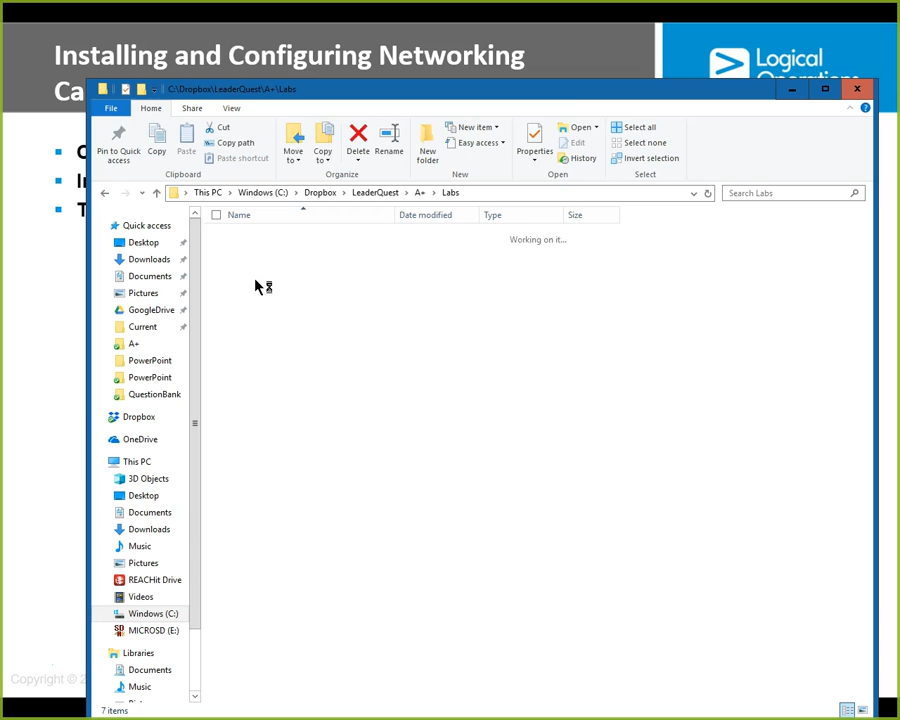 Installing and Configuring Networking
Ca
Logical
Operations
C:\Dropbox\LeaderQuest\A+\Labs
File Home Share View
Pin to Quick access
Copy
Paste
Cut
Copy path
Paste shortcut
Clipboard
Move to
Copy to
Delete
Rename
Organize
New folder
New item
Easy access
New
Properties
Open
Edit
History
Open
Select all
Select none
Invert selection
Select
This PC > Windows (C:) > Dropbox > LeaderQuest > A+ > Labs
Search Labs
Name Date modified Type Size
Working on it...
Quick access
Desktop
Downloads
Documents
Pictures
GoogleDrive
Current
A+
PowerPoint
PowerPoint
QuestionBank
Dropbox
OneDrive
This PC
3D Objects
Desktop
Documents
Downloads
Music
Pictures
REACHit Drive
Videos
Windows (C:)
MICROSD (E:)
Libraries
Documents
Music
Copyright © 2
7 items